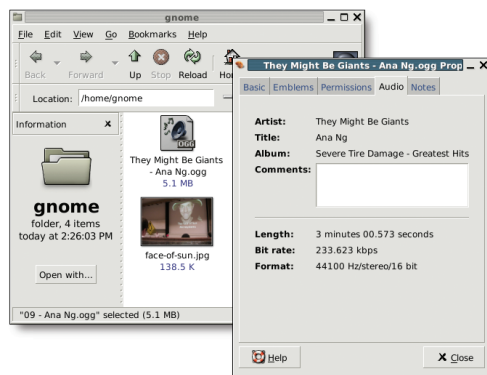 gnome
File Edit View Go Bookmarks Help
Back Forward Up Stop Reload
Location: /home/gnome
Information
gnome
folder, 4 items
today at 2:26:03 PM
Open with...
OGG
They Might Be Giants
- Ana Ng.ogg
5.1 MB
face-of-sun.jpg
138.5 K
"09 - Ana Ng.ogg" selected (5.1 MB)
They Might Be Giants - Ana Ng.ogg Prop
Basic Emblems Permissions Audio Notes
Artist: They Might Be Giants
Title: Ana Ng
Album: Severe Tire Damage - Greatest Hits
Comments:
Length: 3 minutes 00.573 seconds
Bit rate: 233.623 kbps
Format: 44100 Hz/stereo/16 bit
Help Close